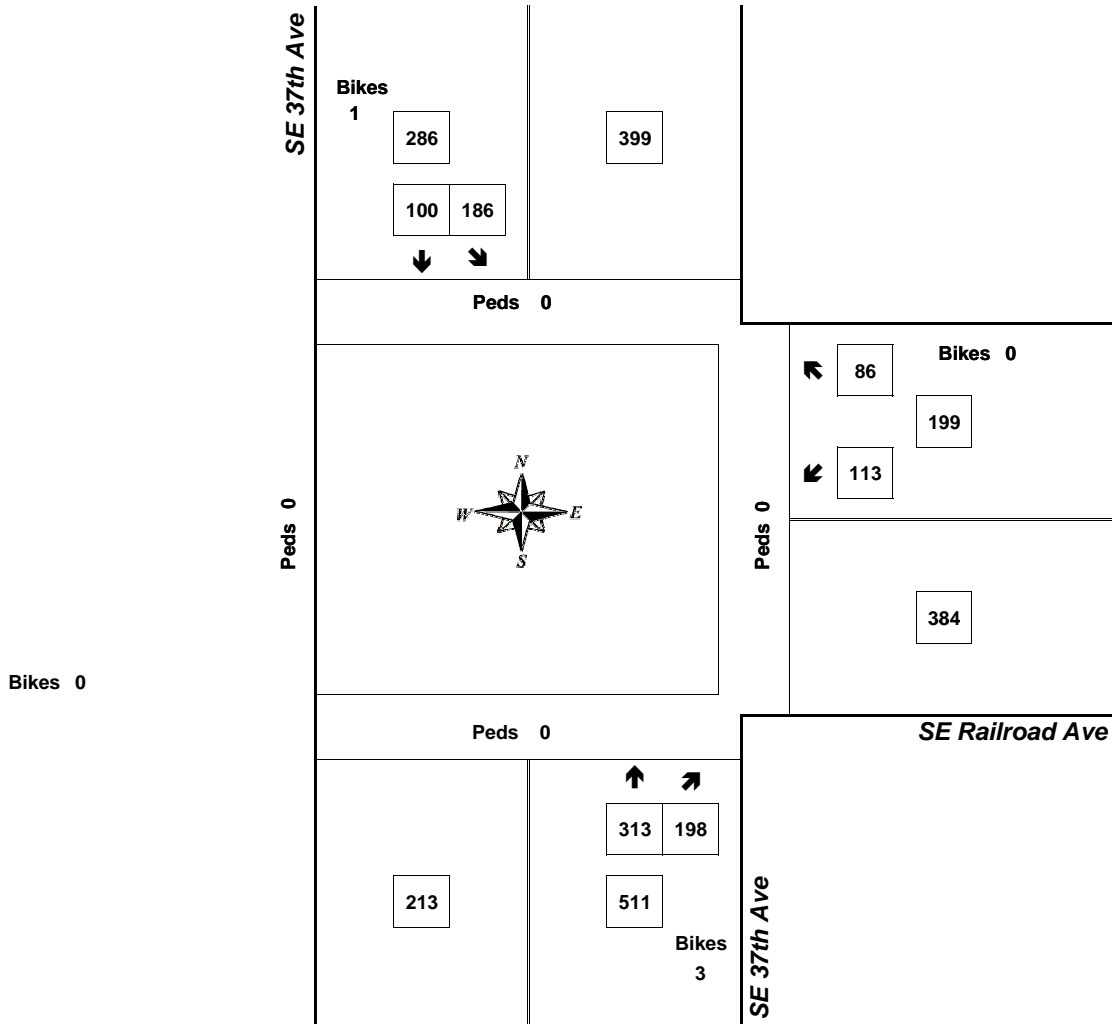 SE 37th Ave
Bikes
1
286
399
100 186
Peds 0
Bikes 0
86
199
113
N
W E
S
Peds 0
Peds 0
384
Bikes 0
Peds 0
SE Railroad Ave
313 198
213
511
Bikes
3
SE 37th Ave